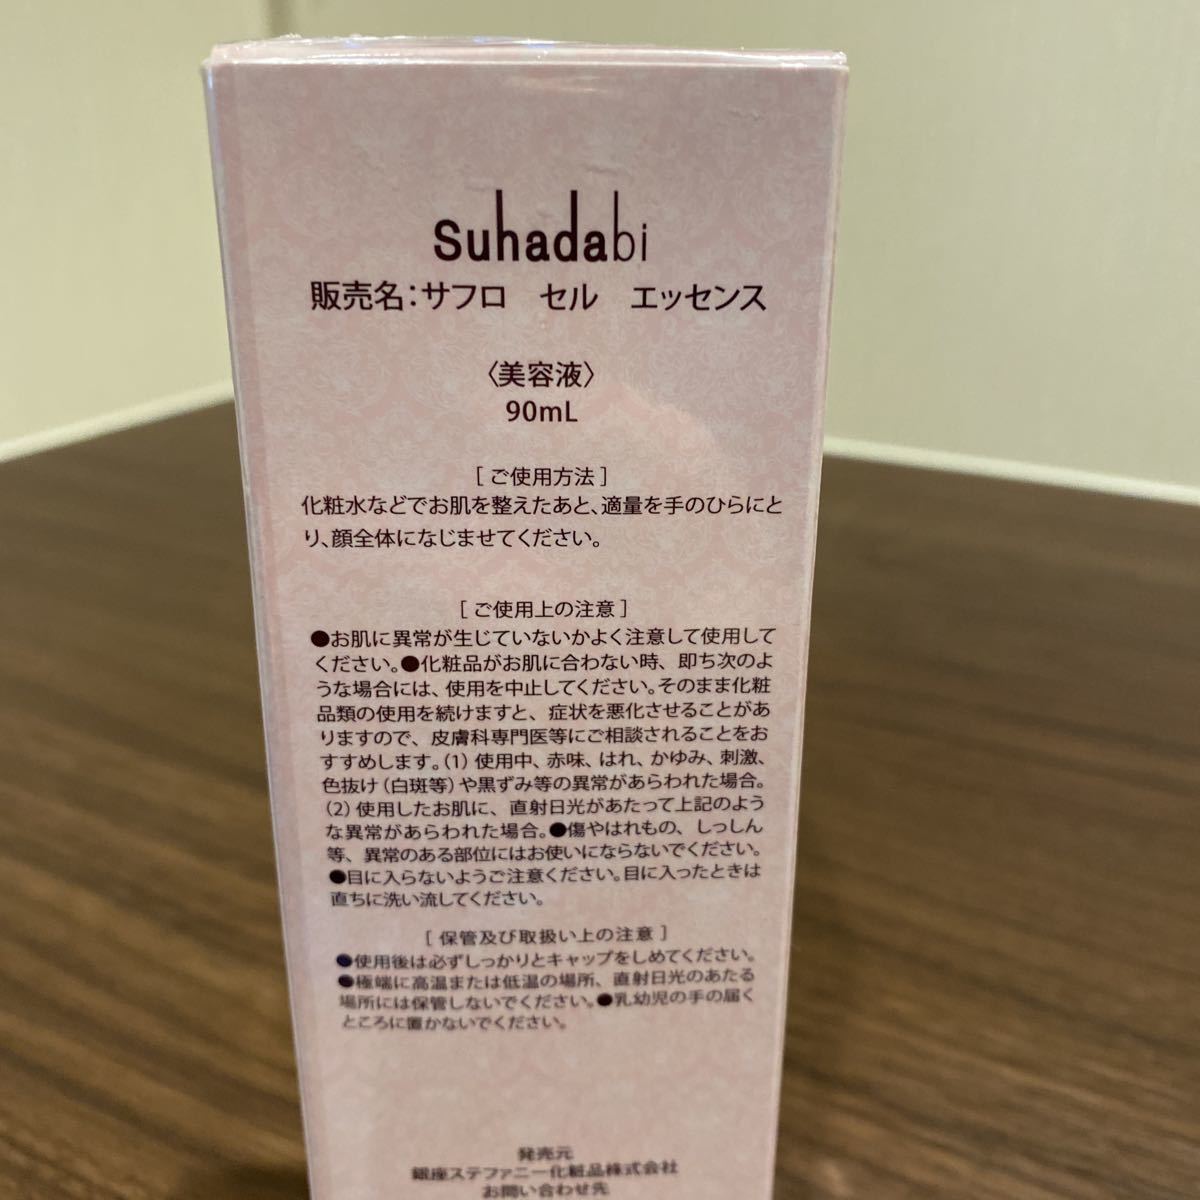 suhadabi
販売名：サフロ　セル　エッセンス
〈美容液〉
90mL
［ ご使用方法 ］
化粧水などでお肌を整えたあと、適量を手のひらにと
り、顔全体になじませてください。
［ ご使用上の注意 ］
●お肌に異常が生じていないかよく注意して使用して
ください。●化粧品がお肌に合わない時、即ち次のよ
うな場合には、使用を中止してください。そのまま化粧
品類の使用を続けますと、症状を悪化させることがあ
りますので、皮膚科専門医等にご相談されることをお
すすめします。（1）使用中、赤味、はれ、かゆみ、刺激、
色抜け（白斑等）や黒ずみ等の異常があらわれた場合。
（2）使用したお肌に、直射日光があたって上記のよう
な異常があらわれた場合。●傷やはれもの、しっしん
等、異常のある部位にはお使いにならないでください。
●目に入らないようご注意ください。目に入ったときは
直ちに洗い流してください。
［ 保管及び取扱い上の注意 ］
●使用後は必ずしっかりとキャップをしめてください。
●極端に高温または低温の場所、直射日光のあたる
場所には保管しないでください。●乳幼児の手の届く
ところに置かないでください。
発売元
銀座ステファニー化粧品株式会社
お問い合わせ先